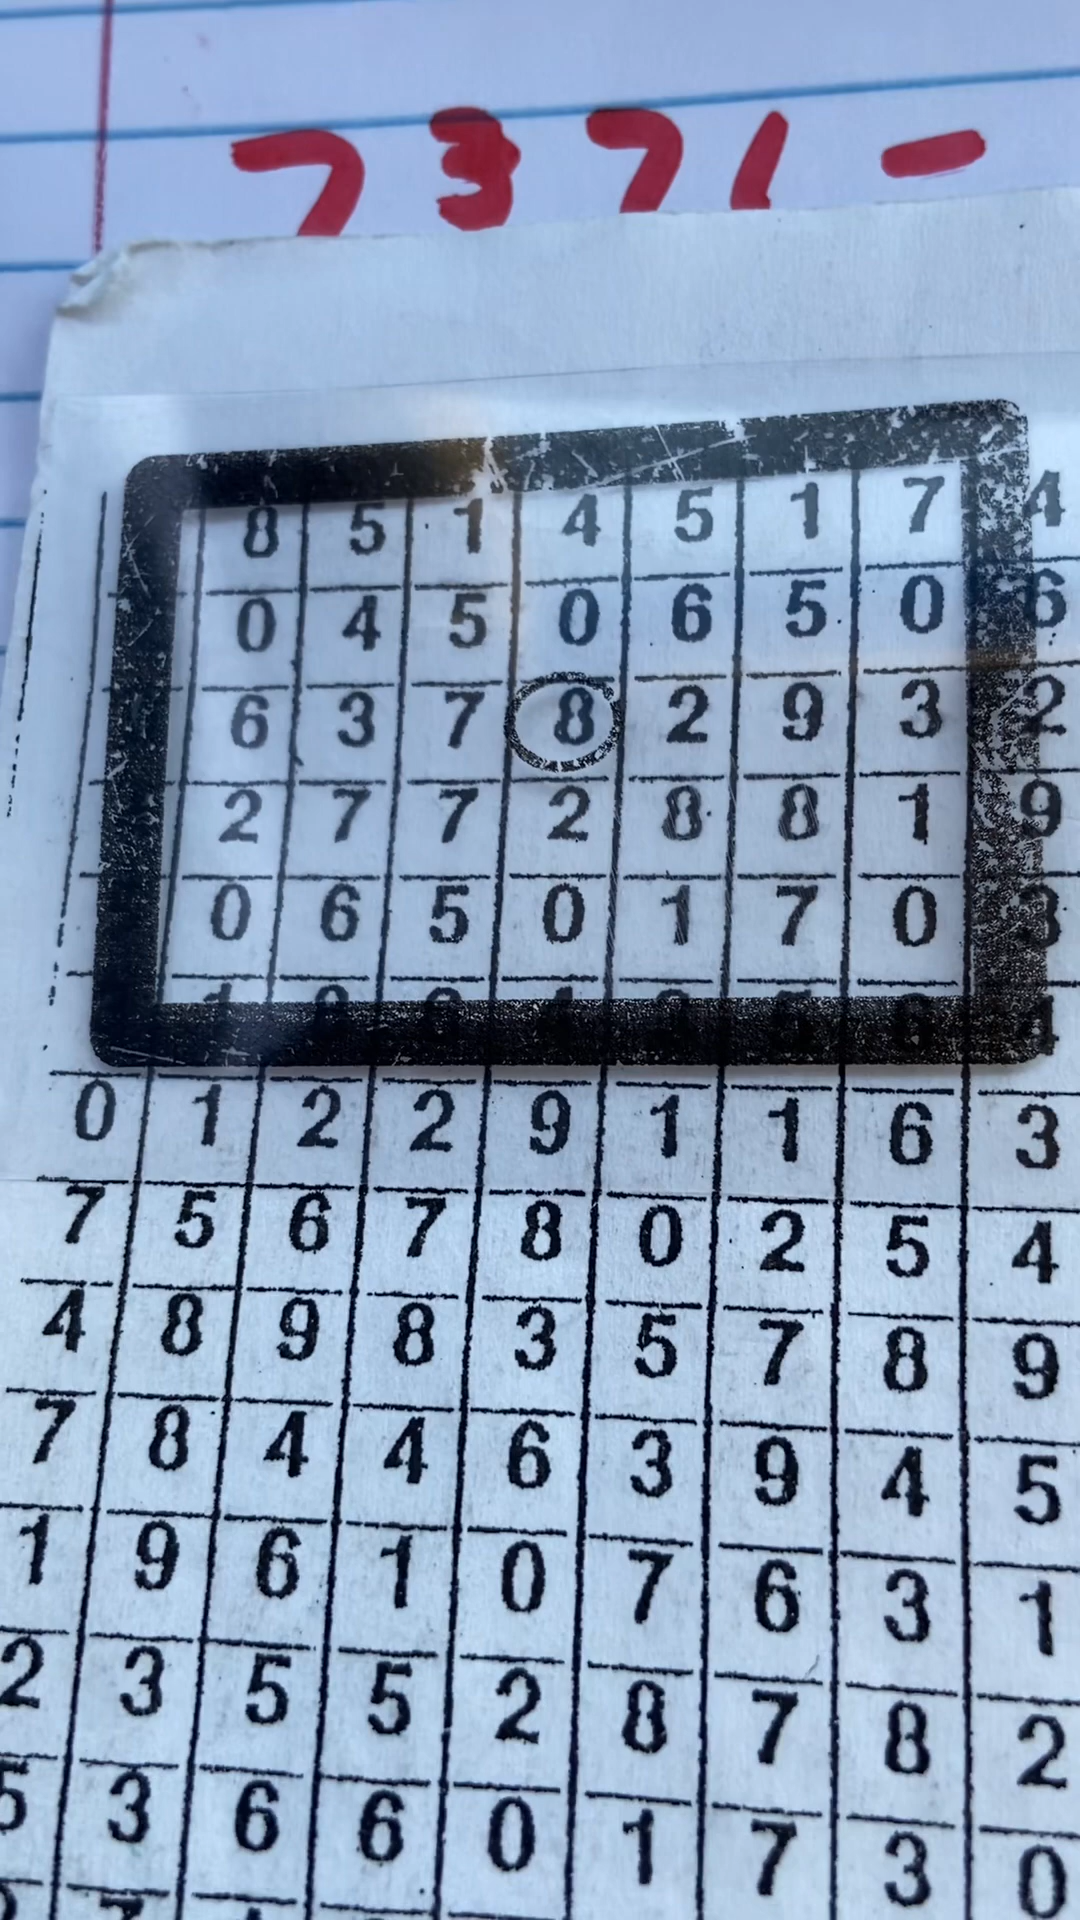 7371-
8 5 1 4 5 1 7 4
0 4 5 0 6 5 0 6
6 3 7 8 2 9 3 2
2 7 7 2 8 8 1 9
0 6 5 0 1 7 0 3
0 1 2 2 9 1 1 6 3
7 5 6 7 8 0 2 5 4
4 8 9 8 3 5 7 8 9
7 8 4 4 6 3 9 4 5
1 9 6 1 0 7 6 3 1
2 3 5 5 2 8 7 8 2
5 3 6 6 0 1 7 3 0